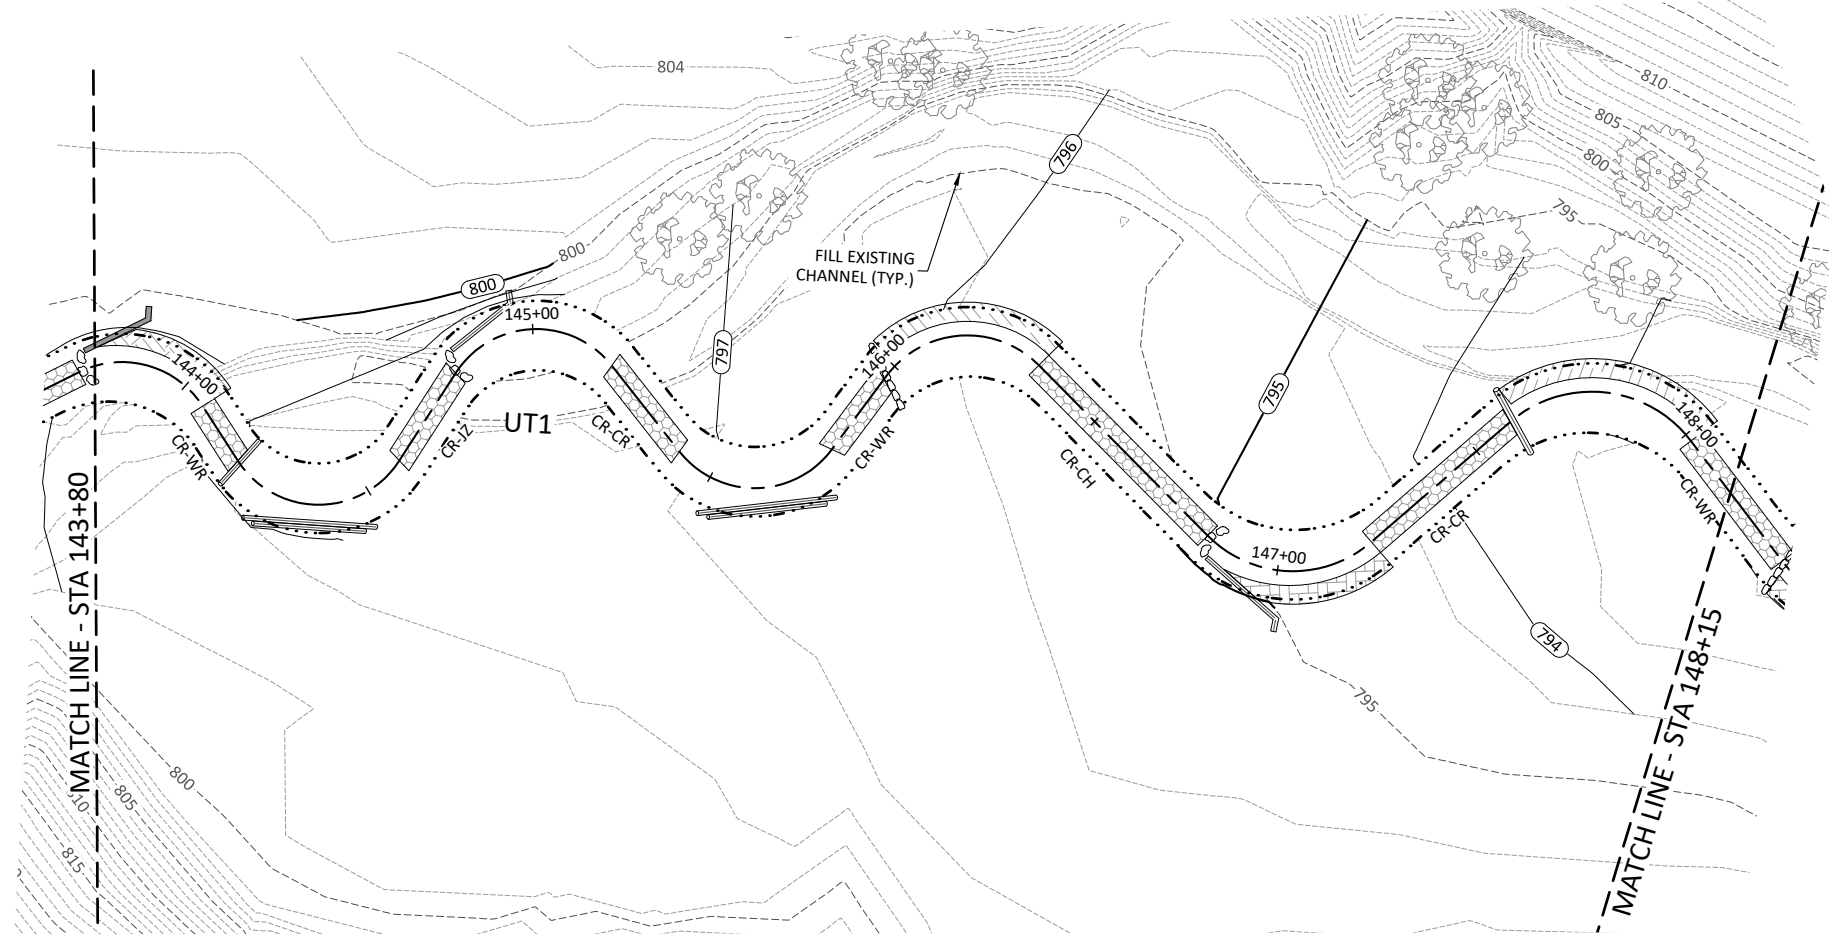 804
810
805
800
795
796
FILL EXISTING
CHANNEL (TYP.)
800
800
797
795
145+00
144+00
146+00
148+00
147+00
UT1
CR-WR
CR-JZ
CR-CR
CR-WR
CR-CH
CR-CR
CR-WR
794
795
MATCH LINE - STA 143+80
MATCH LINE - STA 148+15
800
805
810
815